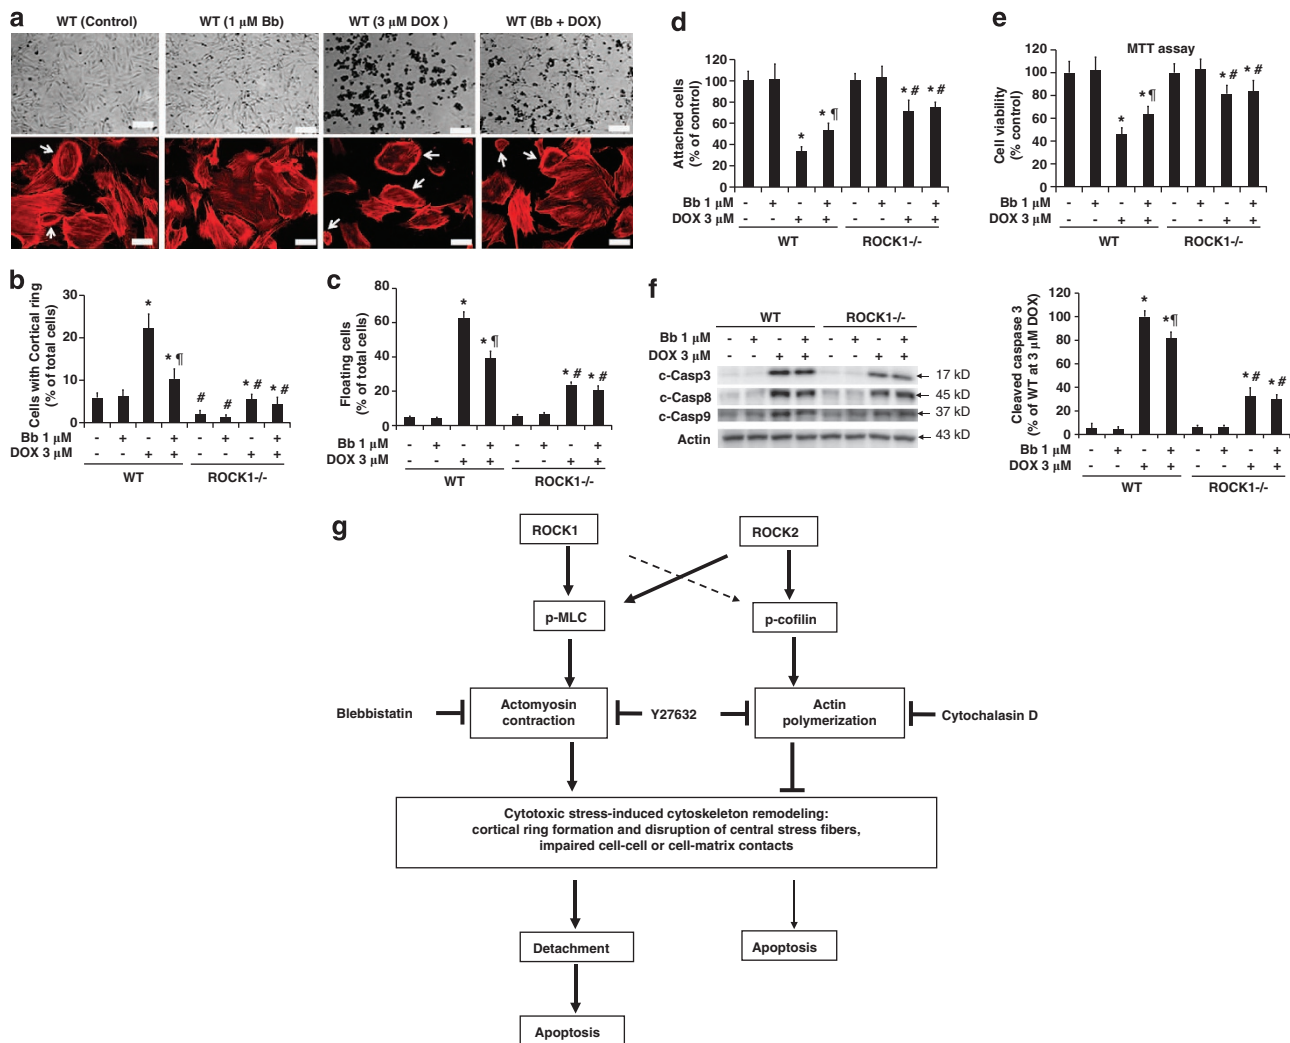 a
WT (Control)
WT (1 µM Bb)
WT (3 µM DOX )
WT (Bb + DOX)
b
Cells with Cortical ring
(% of total cells)
30
20
10
0
* * ¶ # # * # * #
Bb 1 µM - + - + - + - +
DOX 3 µM - - + + - - + +
WT ROCK1-/-
c
Floating cells
(% of total cells)
80
60
40
20
0
* * ¶ * # * #
Bb 1 µM - + - + - + - +
DOX 3 µM - - + + - - + +
WT ROCK1-/-
d
Attached cells
(% of control)
120
100
80
60
40
20
0
* * ¶ * # * #
Bb 1 µM - + - + - + - +
DOX 3 µM - - + + - - + +
WT ROCK1-/-
e
MTT assay
Cell viability
(% control)
120
100
80
60
40
20
0
* * ¶ * # * #
Bb 1 µM - + - + - + - +
DOX 3 µM - - + + - - + +
WT ROCK1-/-
f
WT ROCK1-/-
Bb 1 µM - + - + - + - +
DOX 3 µM - - + + - - + +
c-Casp3 17 kD
c-Casp8 45 kD
c-Casp9 37 kD
Actin 43 kD
Cleaved caspase 3
(% of WT at 3 µM DOX)
120
100
80
60
40
20
0
* *¶ * # * #
Bb 1 µM - + - + - + - +
DOX 3 µM - - + + - - + +
WT ROCK1-/-
g
ROCK1
ROCK2
p-MLC
p-cofilin
Blebbistatin
Actomyosin
contraction
Y27632
Actin
polymerization
Cytochalasin D
Cytotoxic stress-induced cytoskeleton remodeling:
cortical ring formation and disruption of central stress fibers,
impaired cell-cell or cell-matrix contacts
Detachment
Apoptosis
Apoptosis